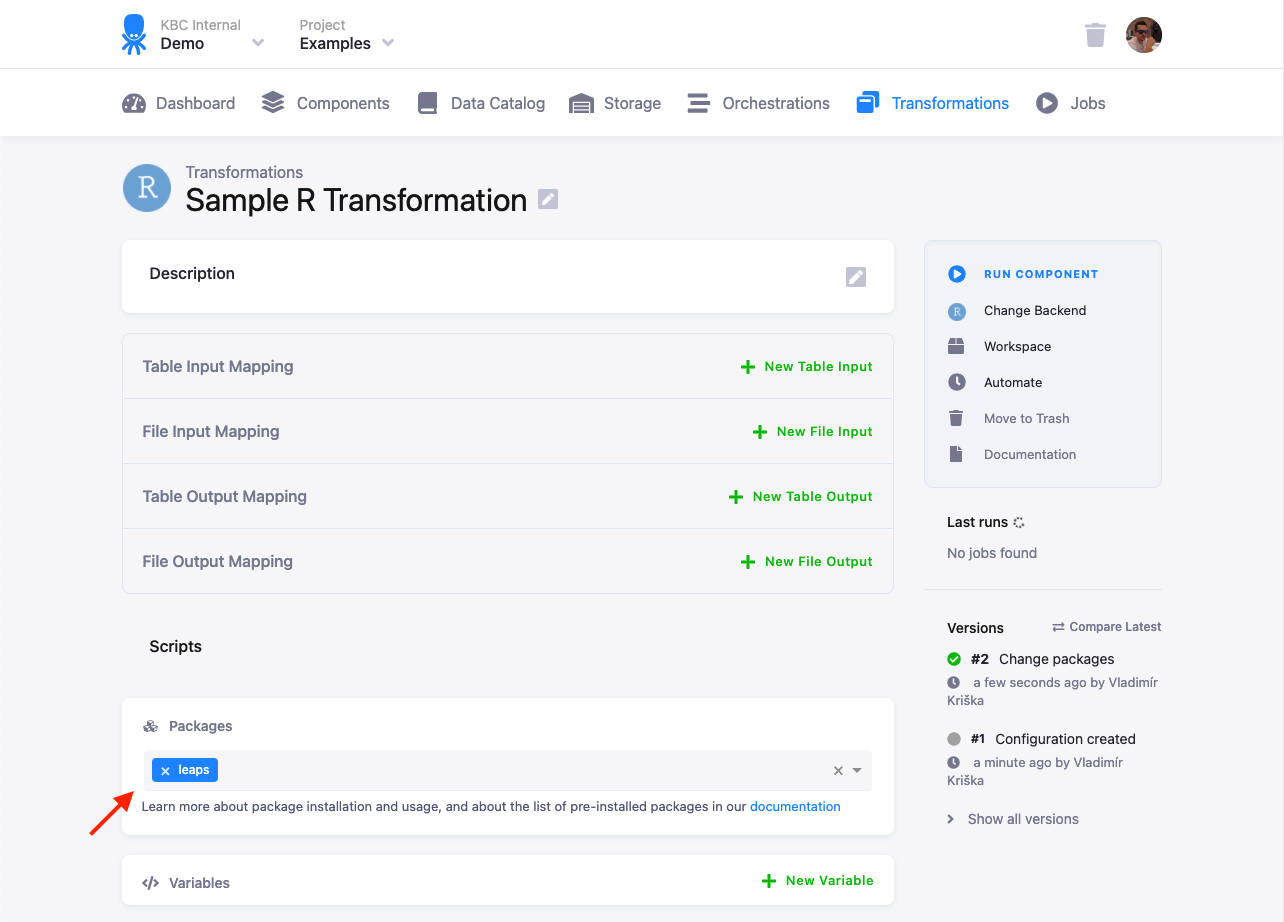 KBC Internal
Demo
Project
Examples
Dashboard
Components
Data Catalog
Storage
Orchestrations
Transformations
Jobs
R
Transformations
Sample R Transformation
Description
Table Input Mapping
New Table Input
File Input Mapping
New File Input
Table Output Mapping
New Table Output
File Output Mapping
New File Output
Scripts
Packages
leaps
Learn more about package installation and usage, and about the list of pre-installed packages in our documentation
Variables
New Variable
RUN COMPONENT
R
Change Backend
Workspace
Automate
Move to Trash
Documentation
Last runs
No jobs found
Versions
Compare Latest
#2 Change packages
a few seconds ago by Vladimír
Kriška
#1 Configuration created
a minute ago by Vladimír
Kriška
Show all versions